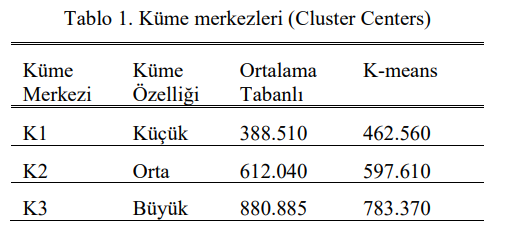 Tablo 1. Küme merkezleri (Cluster Centers)
Küme Merkezi Küme Özelliği Ortalama Tabanlı K-means
K1 Küçük 388.510 462.560
K2 Orta 612.040 597.610
K3 Büyük 880.885 783.370